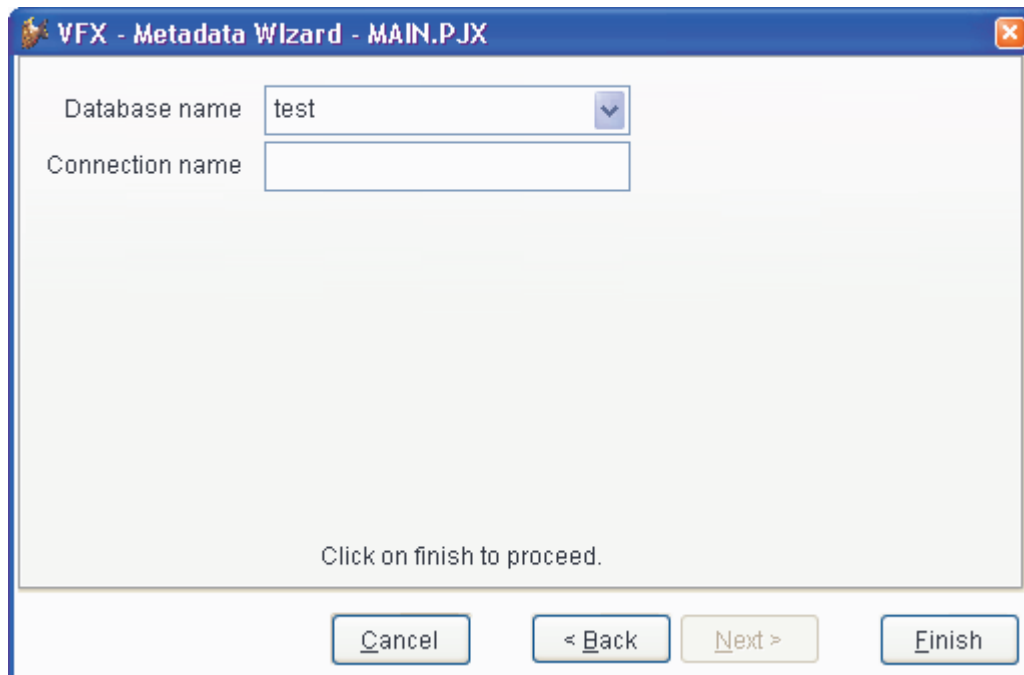 VFX - Metadata WIzard - MAIN.PJX
Database name test
Connection name
Click on finish to proceed.
Cancel < Back Next > Finish